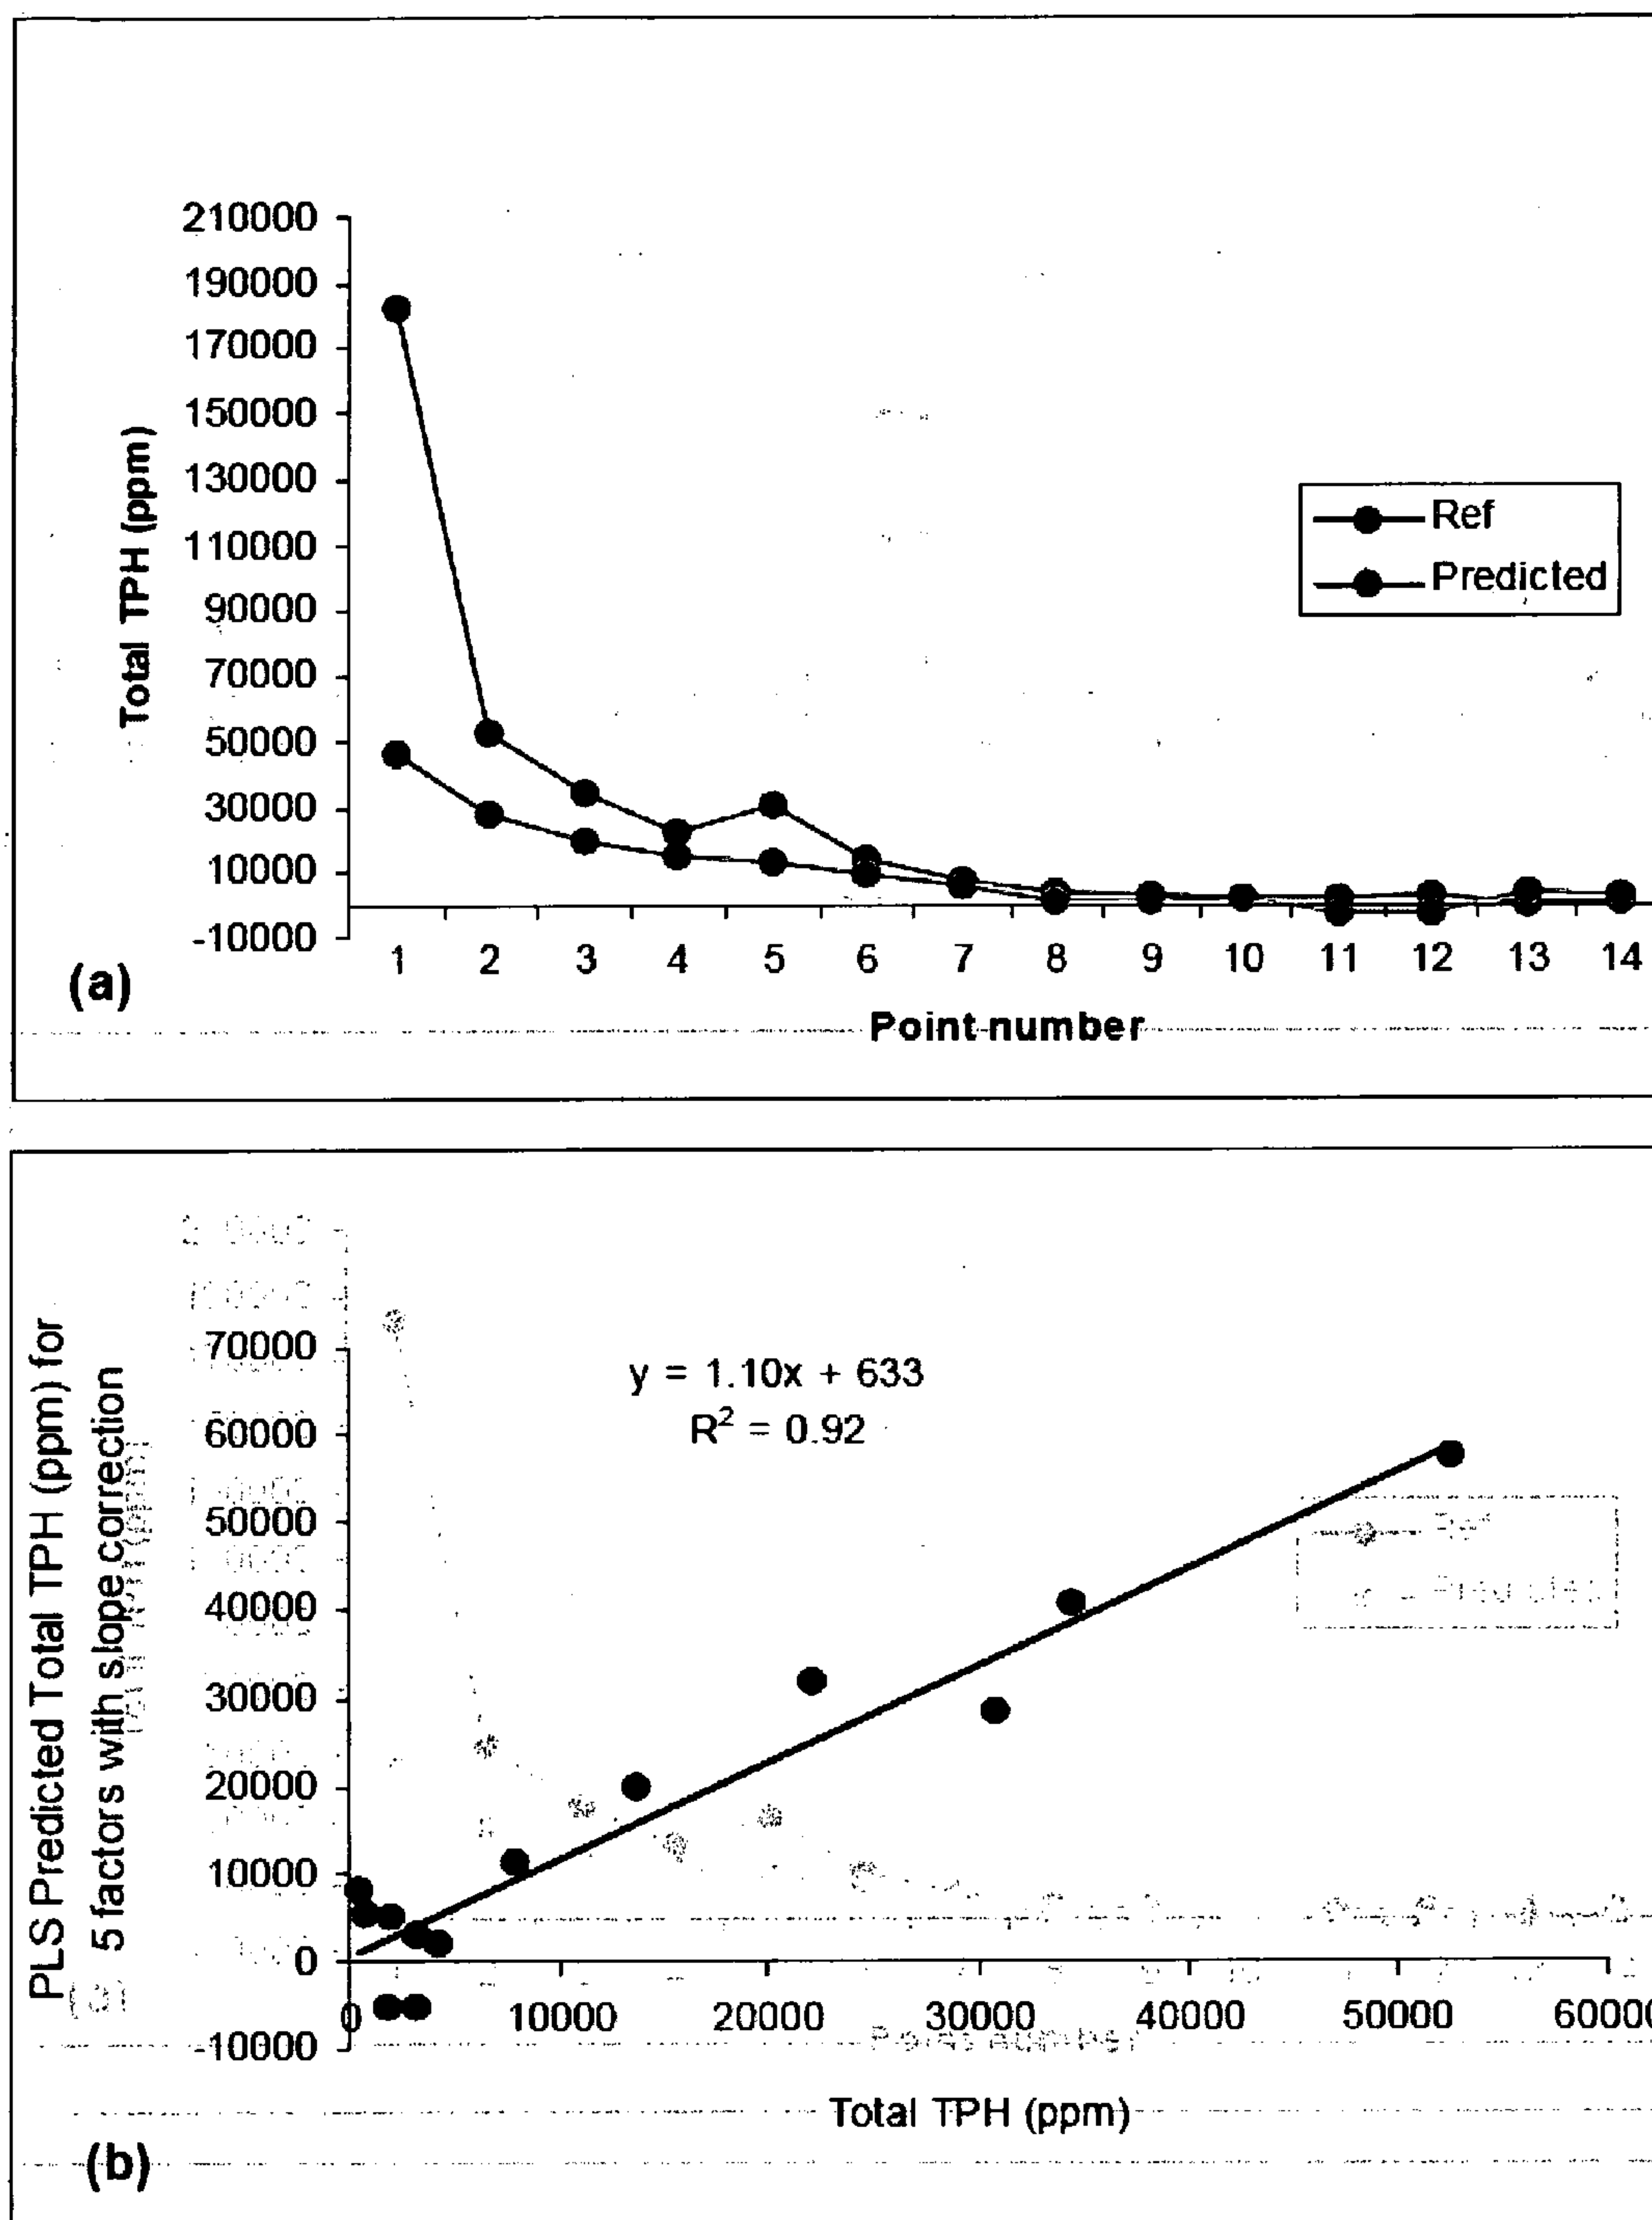 210000
190000
170000
150000
130000
110000
90000
70000
50000
30000
10000
-10000
Total TPH (ppm)
Ref
Predicted
1 2 3 4 5 6 7 8 9 10 11 12 13 14
(a)
Point number
PLS Predicted Total TPH (ppm) for
5 factors with slope correction
70000
60000
50000
40000
30000
20000
10000
0
-10000
y = 1.10x + 633
R² = 0.92
0 10000 20000 30000 40000 50000 60000
Point number
Total TPH (ppm)
(b)